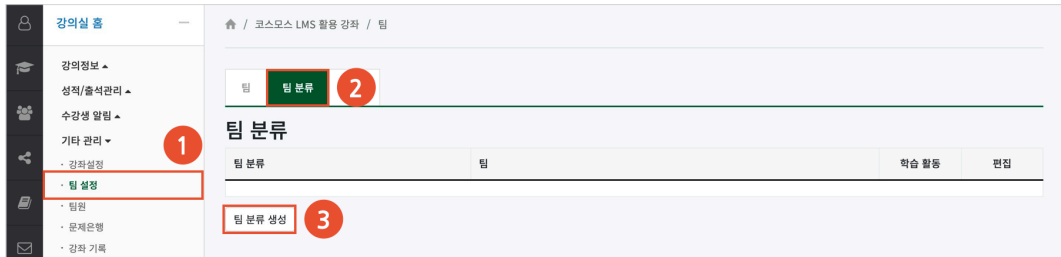 강의실 홈
강의정보
성적/출석관리
수강생 알림
기타 관리
1
· 강좌설정
· 팀 설정
· 팀원
· 문제은행
· 강좌 기록
/ 코스모스 LMS 활용 강좌 / 팀
팀 팀 분류 2
팀 분류
팀 분류 팀 학습 활동 편집
팀 분류 생성 3